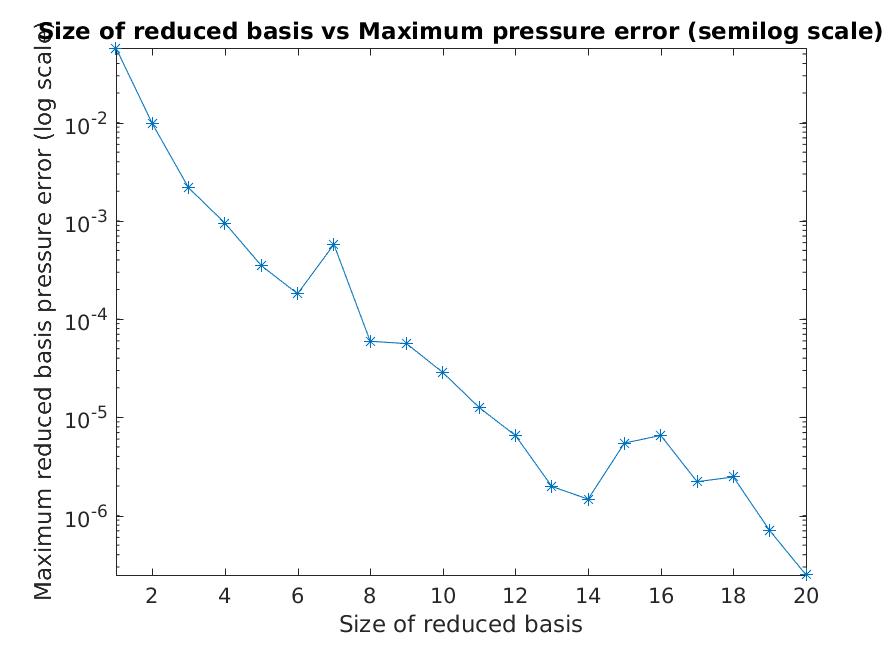 Size of reduced basis vs Maximum pressure error (semilog scale)
Maximum reduced basis pressure error (log scale)
10-2
10-3
10-4
10-5
10-6
2 4 6 8 10 12 14 16 18 20
Size of reduced basis